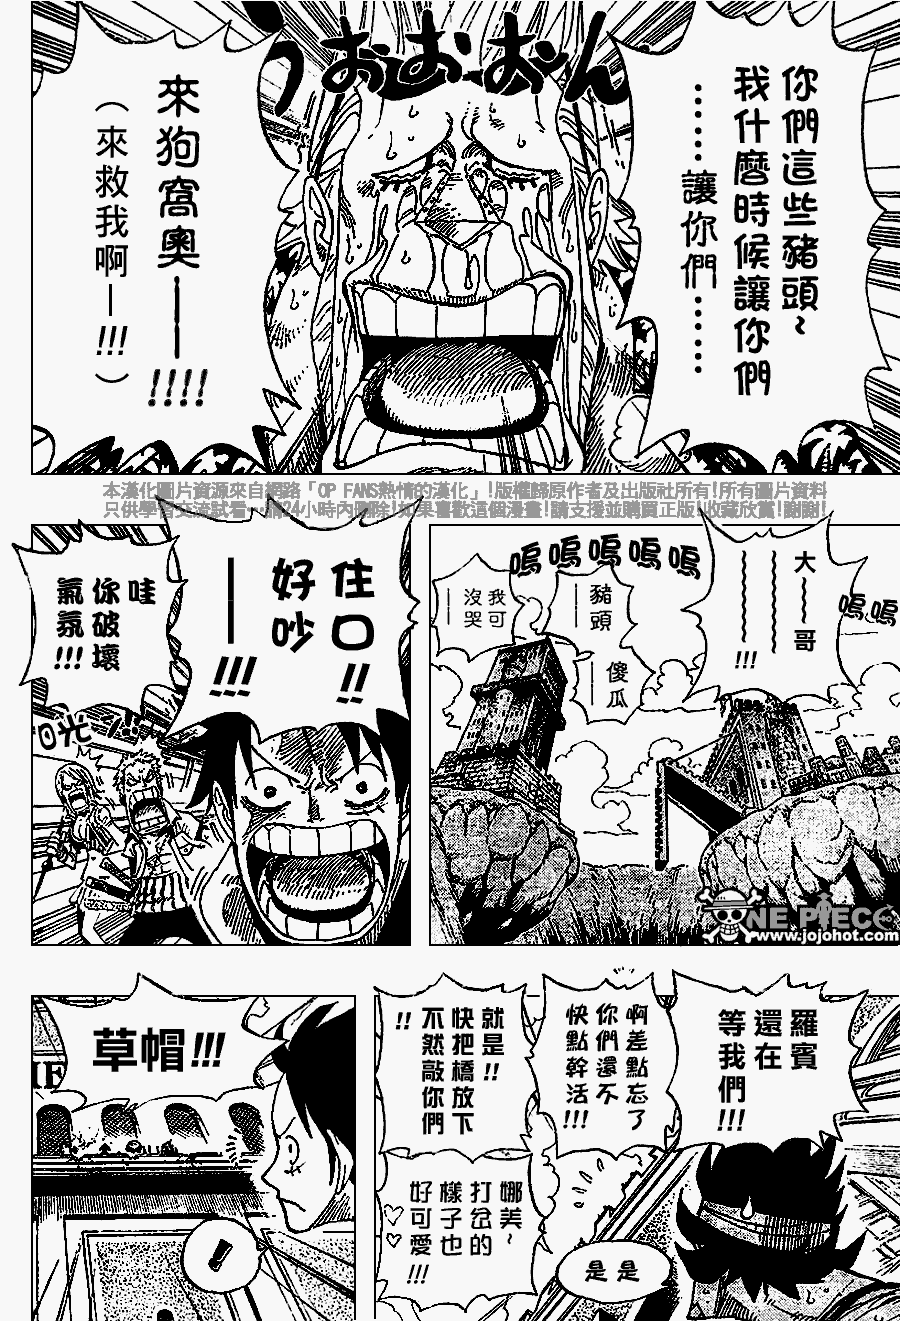 うおおおおん
你們這些豬頭~
我什麼時候讓你們
……讓你們……
來狗窩奧——!!!!
（來救我啊—!!!）
本漢化圖片資源來自網路「OP FANS熱情的漢化」!版權歸原作者及出版社所有!所有圖片資料
只供學習交流試看…請24小時內刪除!如果喜歡這個漫畫!請支援並購買正版!收藏欣賞!謝謝!
大~~哥
~~~~!!!
嗚嗚
嗚嗚嗚嗚嗚
豬頭——
——傻瓜
我可
沒哭——
住口!!
好吵
——!!!
哇
你破壞
氣氛!!!
羅賓
還在
等我們!!!
啊差點忘了
你們還不
快點幹活!!!
就是!!
快把橋放下
不然敲你們
!!
娜美~
打岔的
樣子也
好可愛!!!
♡♡
是是
草帽!!!
!
ONE PIECE
www.jojohot.com